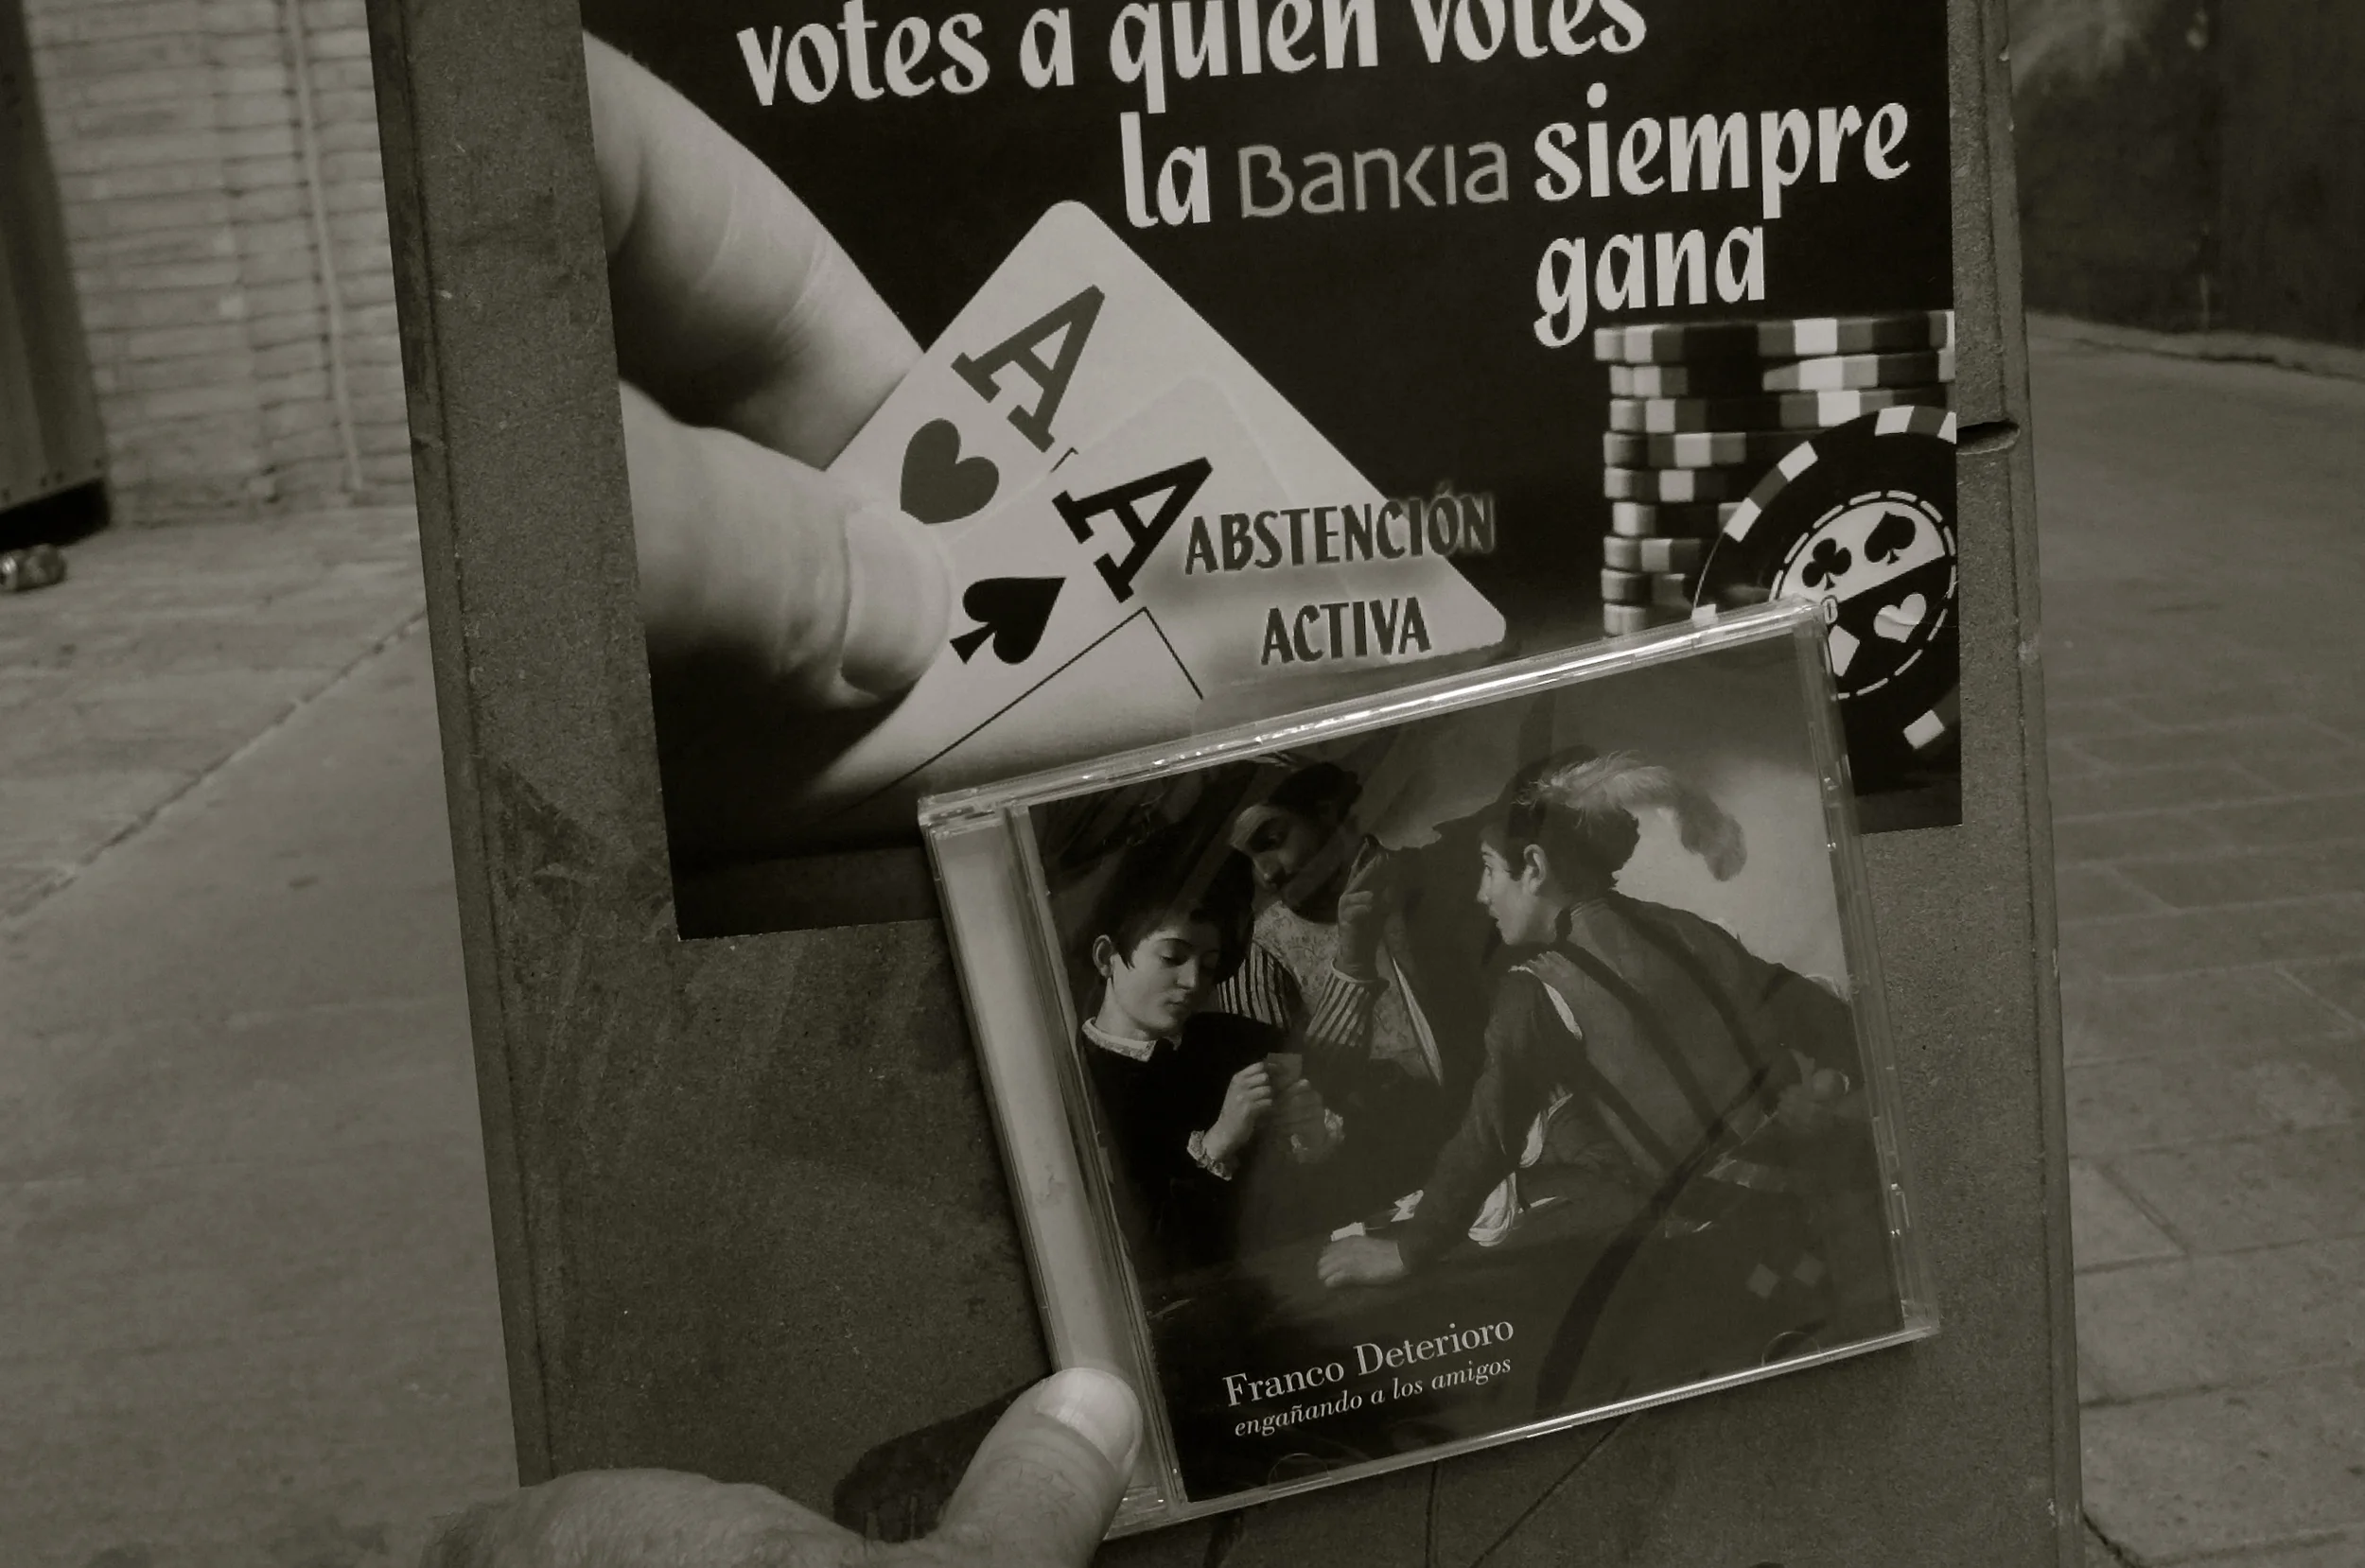 votes a quien votes
la Bankia siempre
gana
A
A
ABSTENCIÓN
ACTIVA
Franco Deterioro
engañando a los amigos